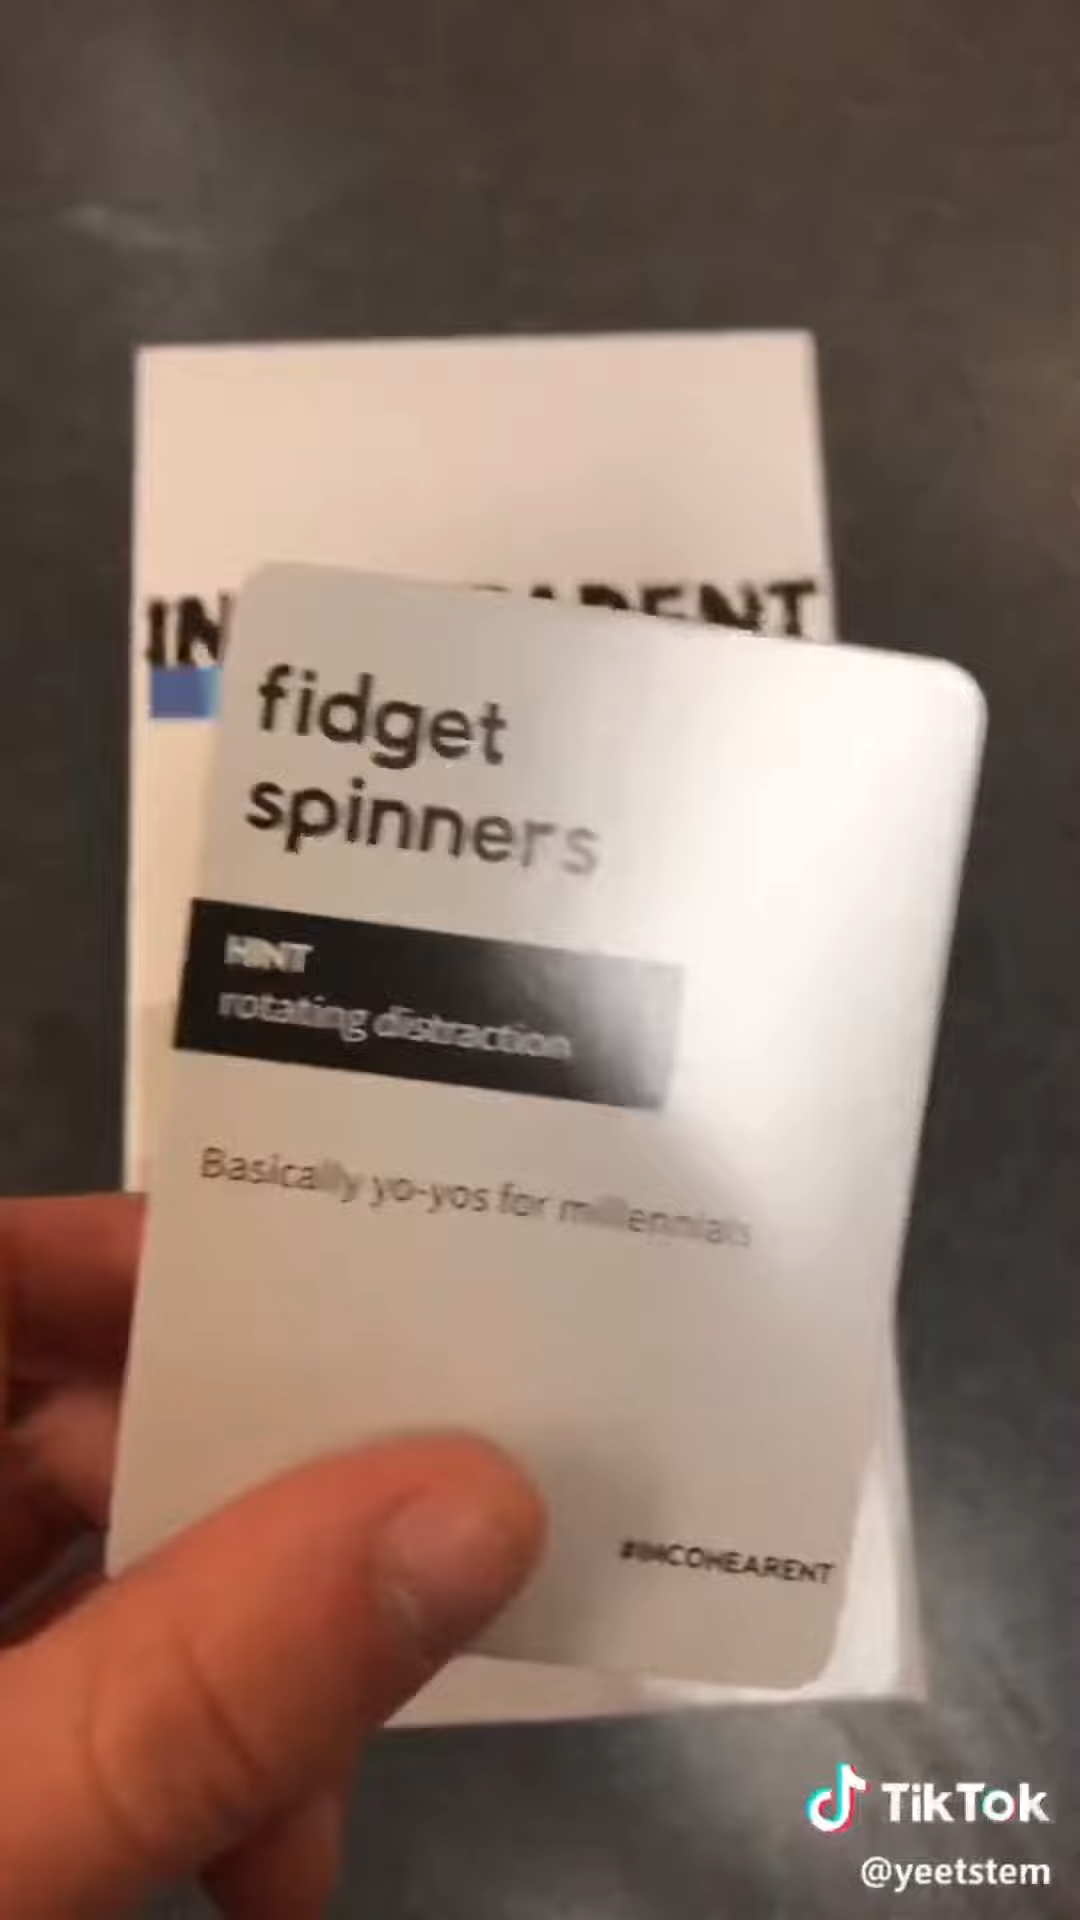 fidget
spinners
HINT
rotating distraction
Basically yo-yos for millennials
#INCOHEARENT
TikTok
@yeetstem